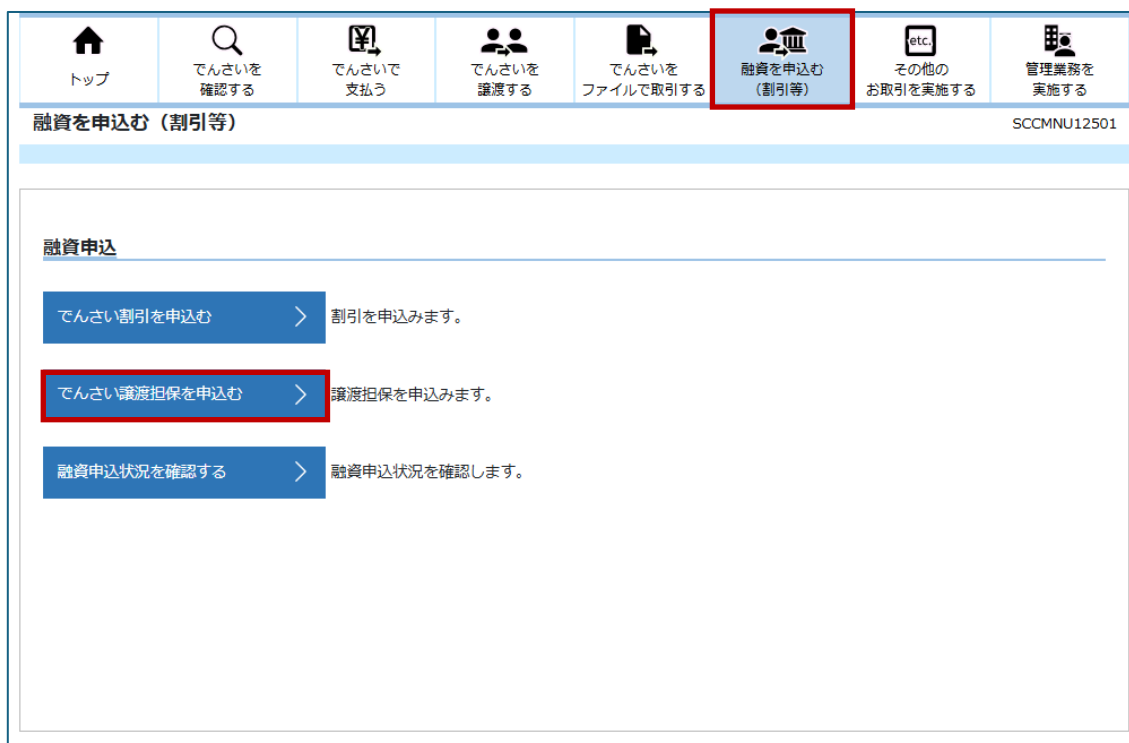 トップ
でんさいを
確認する
でんさいで
支払う
でんさいを
譲渡する
でんさいを
ファイルで取引する
融資を申込む
（割引等）
etc.
その他の
お取引を実施する
管理業務を
実施する
融資を申込む（割引等）
SCCMNU12501
融資申込
でんさい割引を申込む
割引を申込みます。
でんさい譲渡担保を申込む
譲渡担保を申込みます。
融資申込状況を確認する
融資申込状況を確認します。